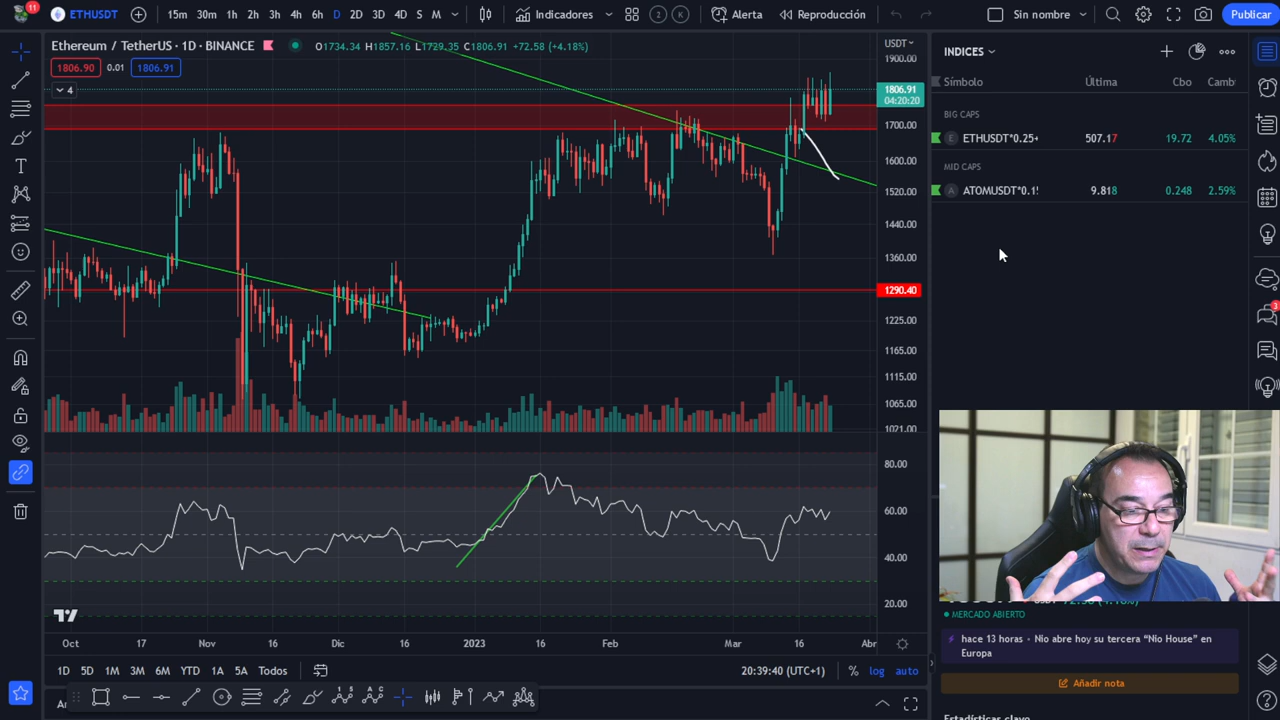 11
ETHUSDT
15m 30m 1h 2h 3h 4h 6h D 2D 3D 4D S M
Indicadores
2 K
Alerta
Reproducción
Sin nombre
Publicar
Ethereum / TetherUS · 1D · BINANCE
O1734.34 H1857.16 L1729.35 C1806.91 +72.58 (+4.18%)
1806.90 0.01 1806.91
4
USDT
1900.00
1806.91
04:20:20
1700.00
1600.00
1520.00
1440.00
1360.00
1290.40
1225.00
1165.00
1115.00
1065.00
1021.00
80.00
60.00
40.00
20.00
Oct 17 Nov 16 Dic 16 2023 16 Feb Mar 16 Abr
1D 5D 1M 3M 6M YTD 1A 5A Todos
20:39:40 (UTC+1) % log auto
INDICES
Símbolo Última Cbo Camb
BIG CAPS
E ETHUSDT*0.25+ 507.17 19.72 4.05%
MID CAPS
A ATOMUSDT*0.1! 9.818 0.248 2.59%
3
MERCADO ABIERTO
hace 13 horas · Nio abre hoy su tercera “Nio House” en
Europa
Añadir nota
Estadísticas clave